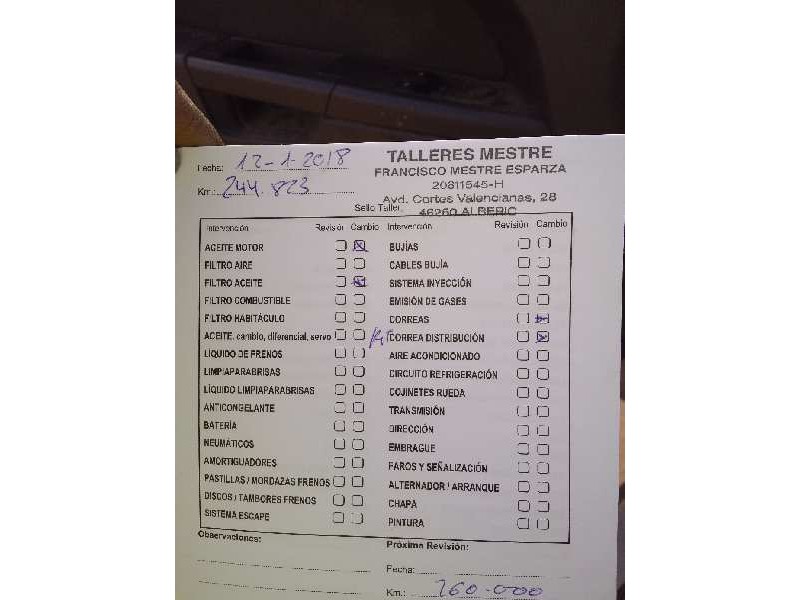 Fecha: 12-1-2018
Km.: 244.823
TALLERES MESTRE
FRANCISCO MESTRE ESPARZA
20811545-H
Avd. Cortes Valencianas, 28
Sello Taller:
46260 ALBERIC
Intervención Revisión Cambio
ACEITE MOTOR
FILTRO AIRE
FILTRO ACEITE
FILTRO COMBUSTIBLE
FILTRO HABITÁCULO
ACEITE, cambio, diferencial, servo
LÍQUIDO DE FRENOS
LIMPIAPARABRISAS
LÍQUIDO LIMPIAPARABRISAS
ANTICONGELANTE
BATERÍA
NEUMÁTICOS
AMORTIGUADORES
PASTILLAS / MORDAZAS FRENOS
DISCOS / TAMBORES FRENOS
SISTEMA ESCAPE
Intervención Revisión Cambio
BUJÍAS
CABLES BUJÍA
SISTEMA INYECCIÓN
EMISIÓN DE GASES
CORREAS
CORREA DISTRIBUCIÓN
AIRE ACONDICIONADO
CIRCUITO REFRIGERACIÓN
COJINETES RUEDA
TRANSMISIÓN
DIRECCIÓN
EMBRAGUE
FAROS Y SEÑALIZACIÓN
ALTERNADOR / ARRANQUE
CHAPA
PINTURA
Observaciones:
Próxima Revisión:
Fecha:
Km.: 260.000